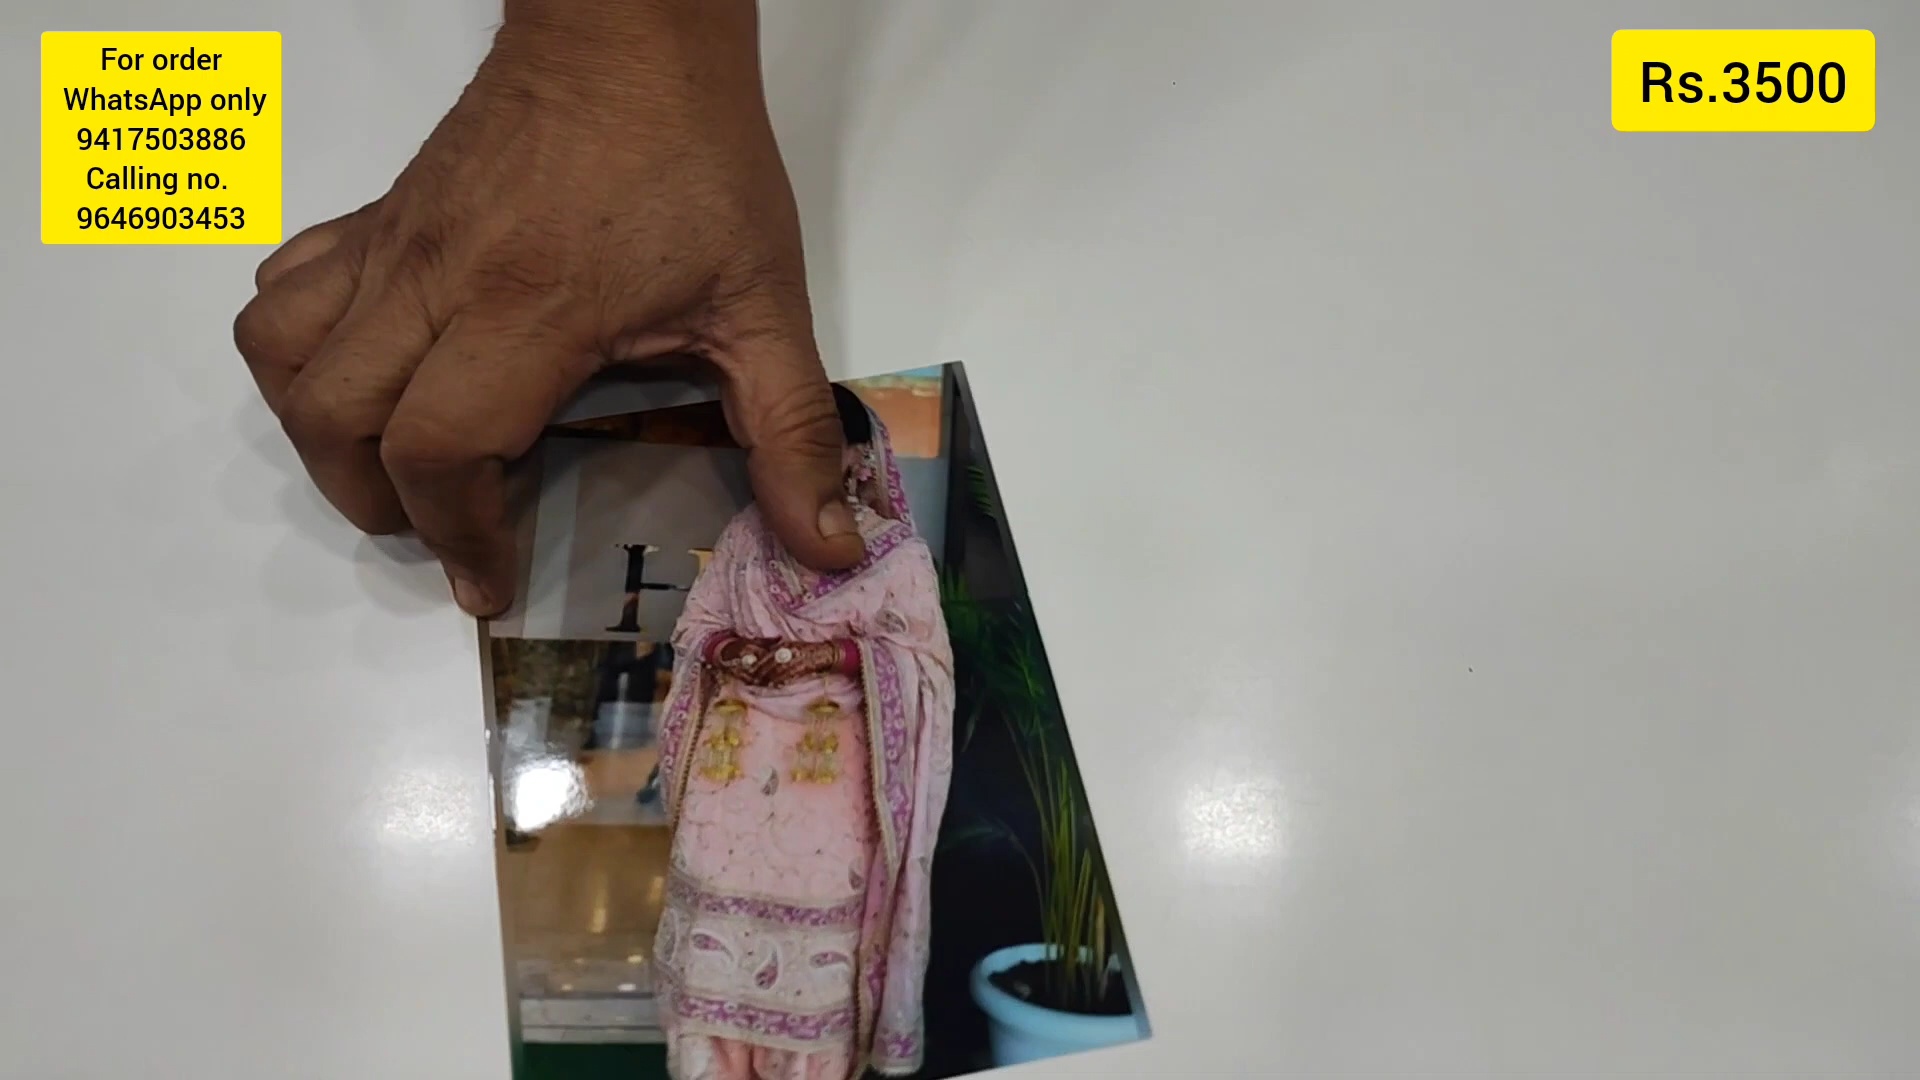 For order
WhatsApp only
9417503886
Calling no.
9646903453
Rs.3500
H